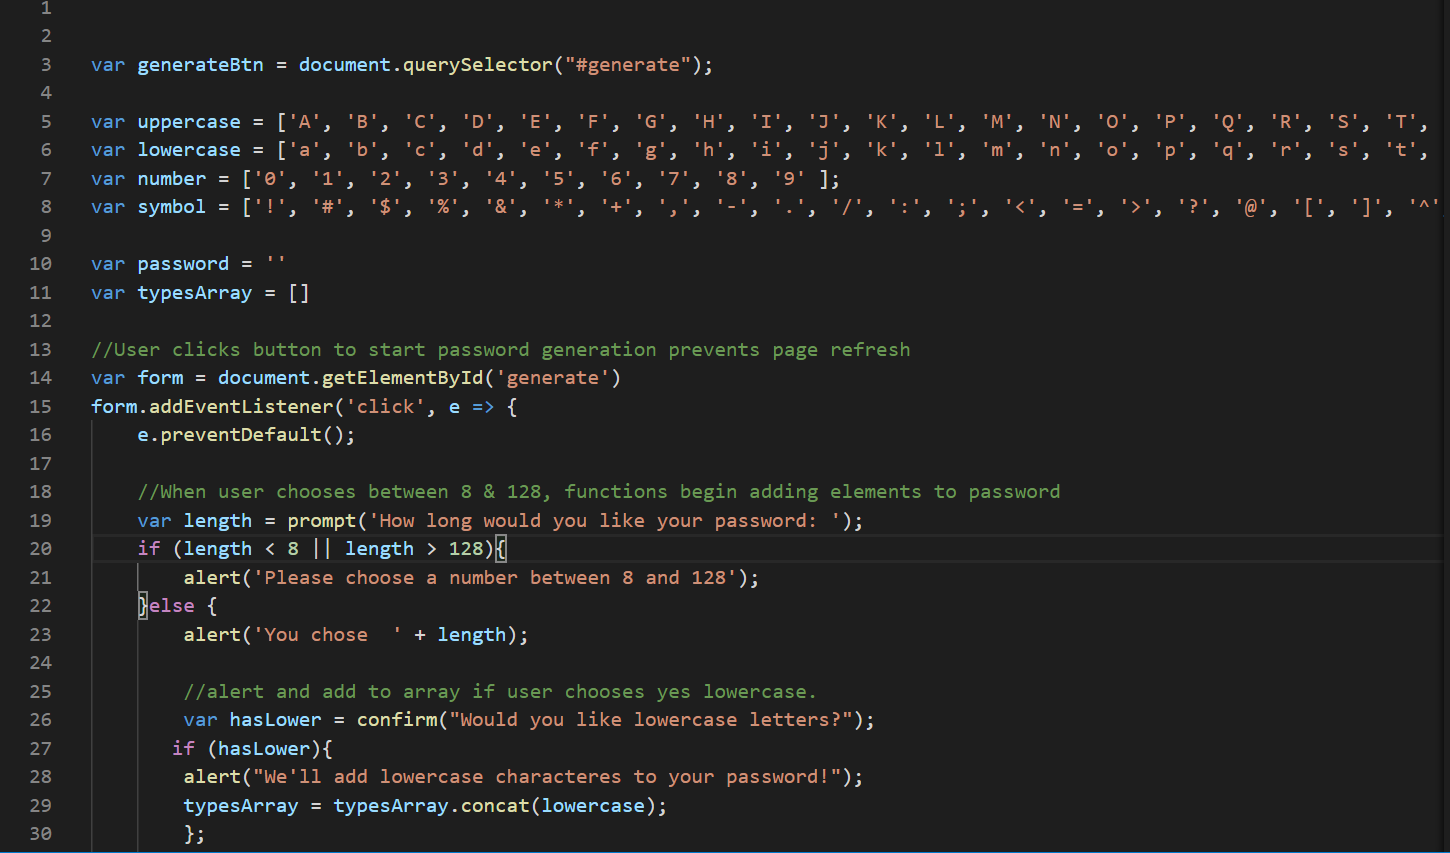 1
2
3 var generateBtn = document.querySelector("#generate");
4
5 var uppercase = ['A', 'B', 'C', 'D', 'E', 'F', 'G', 'H', 'I', 'J', 'K', 'L', 'M', 'N', 'O', 'P', 'Q', 'R', 'S', 'T',
6 var lowercase = ['a', 'b', 'c', 'd', 'e', 'f', 'g', 'h', 'i', 'j', 'k', 'l', 'm', 'n', 'o', 'p', 'q', 'r', 's', 't',
7 var number = ['0', '1', '2', '3', '4', '5', '6', '7', '8', '9' ];
8 var symbol = ['!', '#', '$', '%', '&', '*', '+', ',', '-', '.', '/', ':', ';', '<', '=', '>', '?', '@', '[', ']', '^'
9
10 var password = ''
11 var typesArray = []
12
13 //User clicks button to start password generation prevents page refresh
14 var form = document.getElementById('generate')
15 form.addEventListener('click', e => {
16     e.preventDefault();
17
18     //When user chooses between 8 & 128, functions begin adding elements to password
19     var length = prompt('How long would you like your password: ');
20     if (length < 8 || length > 128){
21         alert('Please choose a number between 8 and 128');
22     }else {
23         alert('You chose  ' + length);
24
25         //alert and add to array if user chooses yes lowercase.
26         var hasLower = confirm("Would you like lowercase letters?");
27        if (hasLower){
28         alert("We'll add lowercase characteres to your password!");
29         typesArray = typesArray.concat(lowercase);
30         };